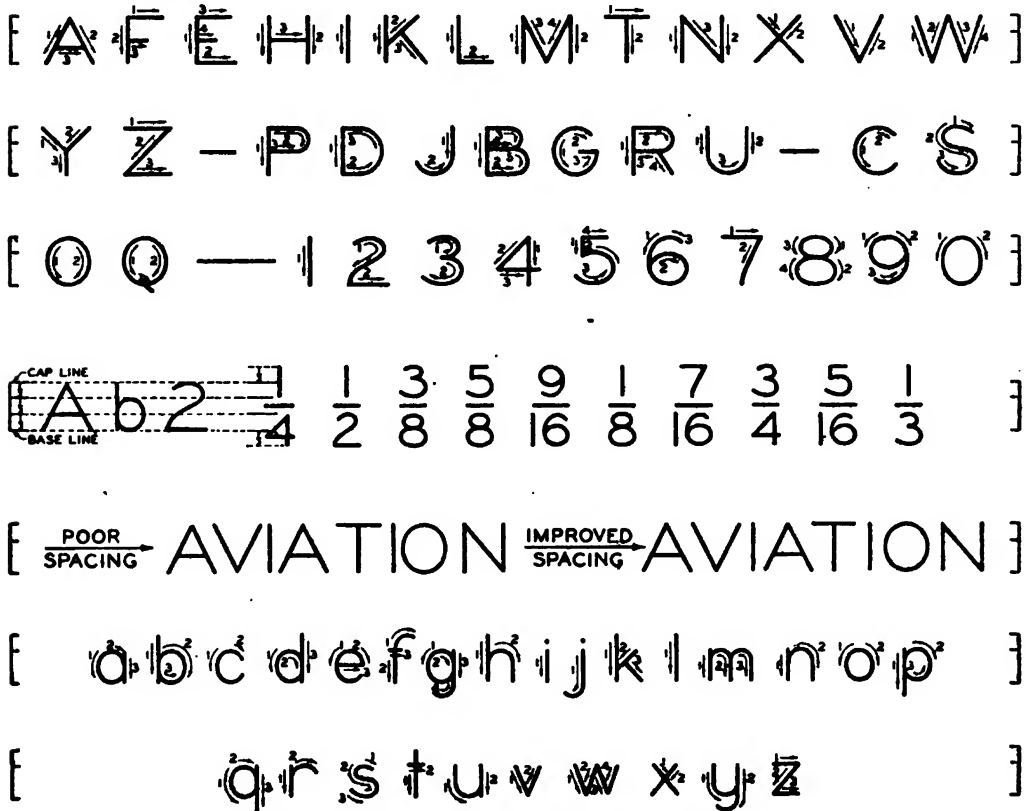 A F E H I K L M T N X V W
Y Z — P D J B G R U — C S
O Q — 1 2 3 4 5 6 7 8 9 0
CAP LINE
A b 2 1/4 1/2 3/8 5/8 9/16 1/8 7/16 3/4 5/16 1/3
BASE LINE
POOR SPACING AVIATION IMPROVED SPACING AVIATION
a b c d e f g h i j k l m n o p
q r s t u v w x y z